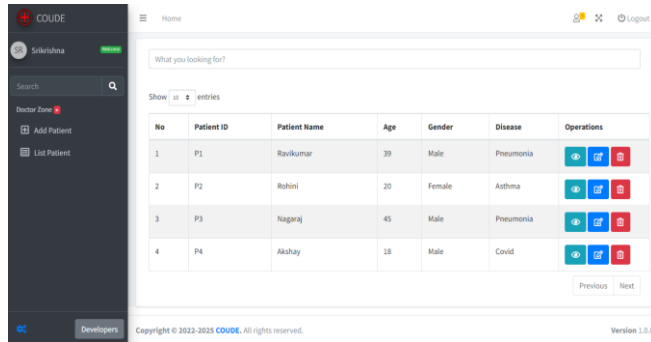 COUDE
Home
Logout
SR
Srikrishna
Welcome
What you looking for?
Search
Show 10 entries
Doctor Zone
Add Patient
List Patient
No Patient ID Patient Name Age Gender Disease Operations
1 P1 Ravikumar 39 Male Pneumonia
2 P2 Rohini 20 Female Asthma
3 P3 Nagaraj 45 Male Pneumonia
4 P4 Akshay 18 Male Covid
Previous Next
Developers
Copyright © 2022-2025 COUDE. All rights reserved.
Version 1.0.